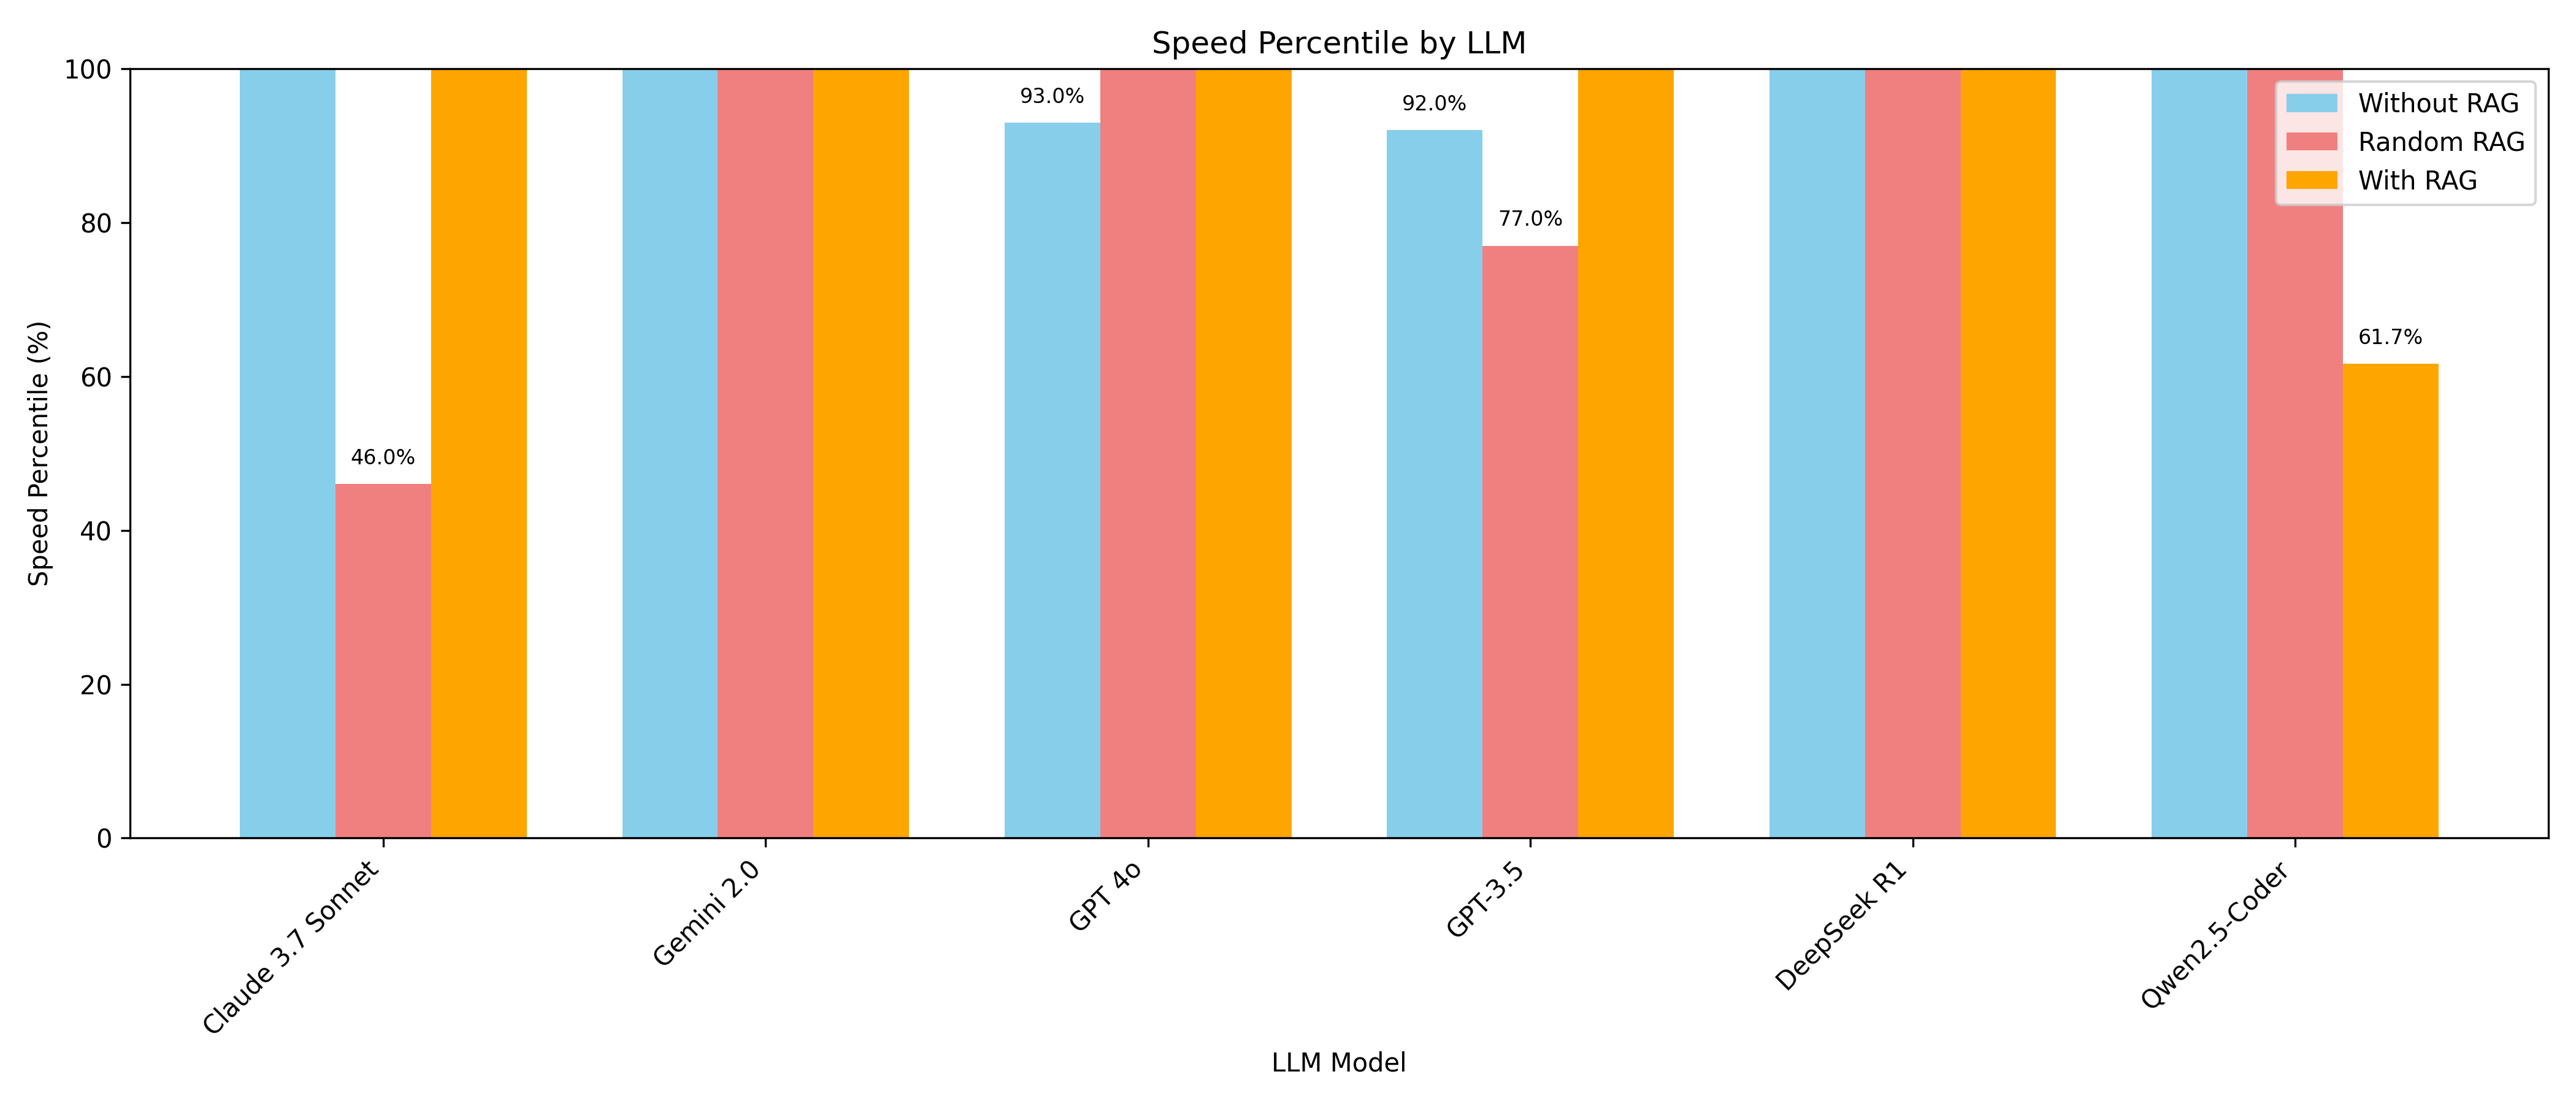 Speed Percentile by LLM
Speed Percentile (%)
100
80
60
40
20
0
46.0%
93.0%
92.0%
77.0%
61.7%
Without RAG
Random RAG
With RAG
Claude 3.7 Sonnet
Gemini 2.0
GPT 4o
GPT-3.5
DeepSeek R1
Qwen2.5-Coder
LLM Model